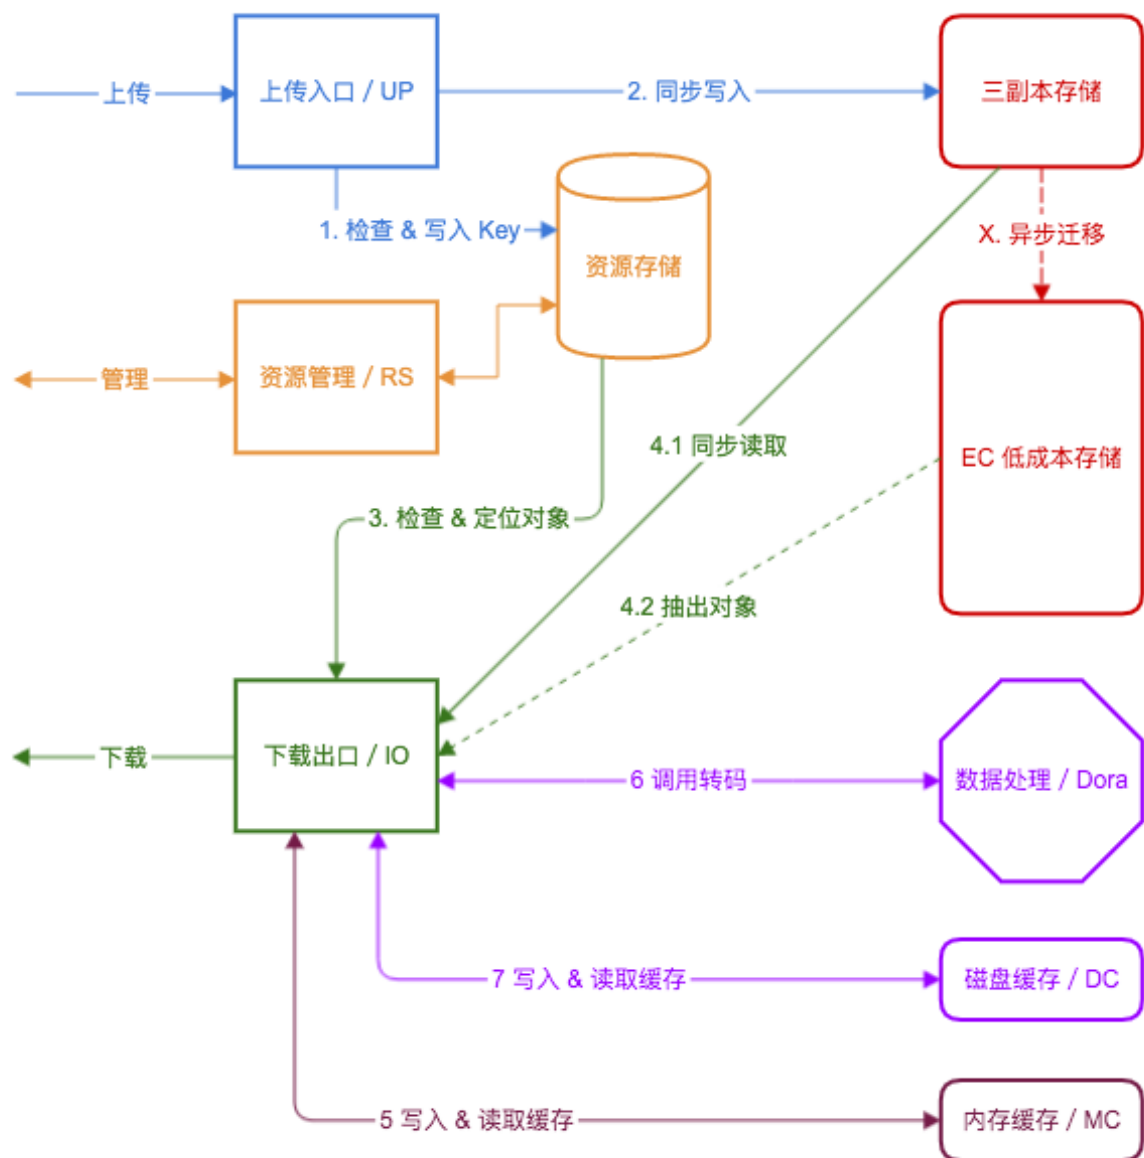 上传
上传入口 / UP
2. 同步写入
三副本存储
1. 检查 & 写入 Key
X. 异步迁移
资源存储
管理
资源管理 / RS
4.1 同步读取
EC 低成本存储
3. 检查 & 定位对象
4.2 抽出对象
下载
下载出口 / IO
6 调用转码
数据处理 / Dora
7 写入 & 读取缓存
磁盘缓存 / DC
5 写入 & 读取缓存
内存缓存 / MC